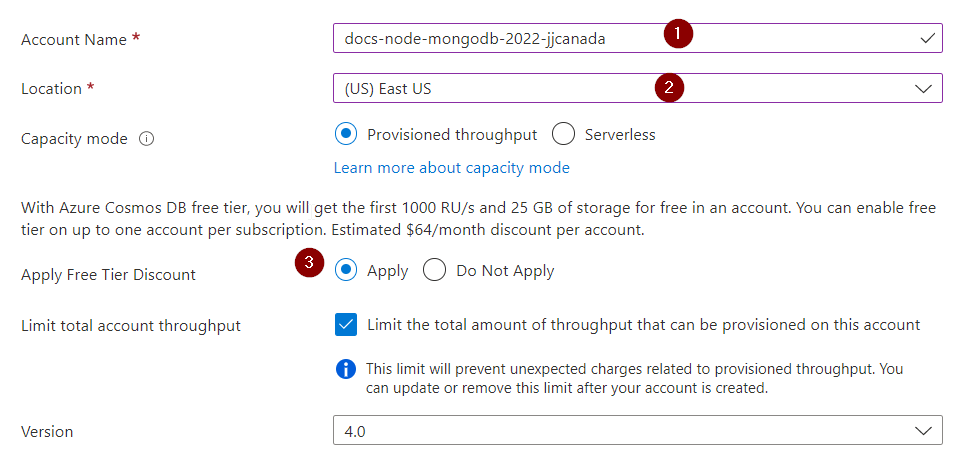 Account Name *
docs-node-mongodb-2022-jjcanada
1
Location *
(US) East US
2
Capacity mode
Provisioned throughput
Serverless
Learn more about capacity mode
With Azure Cosmos DB free tier, you will get the first 1000 RU/s and 25 GB of storage for free in an account. You can enable free
tier on up to one account per subscription. Estimated $64/month discount per account.
Apply Free Tier Discount
3
Apply
Do Not Apply
Limit total account throughput
Limit the total amount of throughput that can be provisioned on this account
This limit will prevent unexpected charges related to provisioned throughput. You
can update or remove this limit after your account is created.
Version
4.0